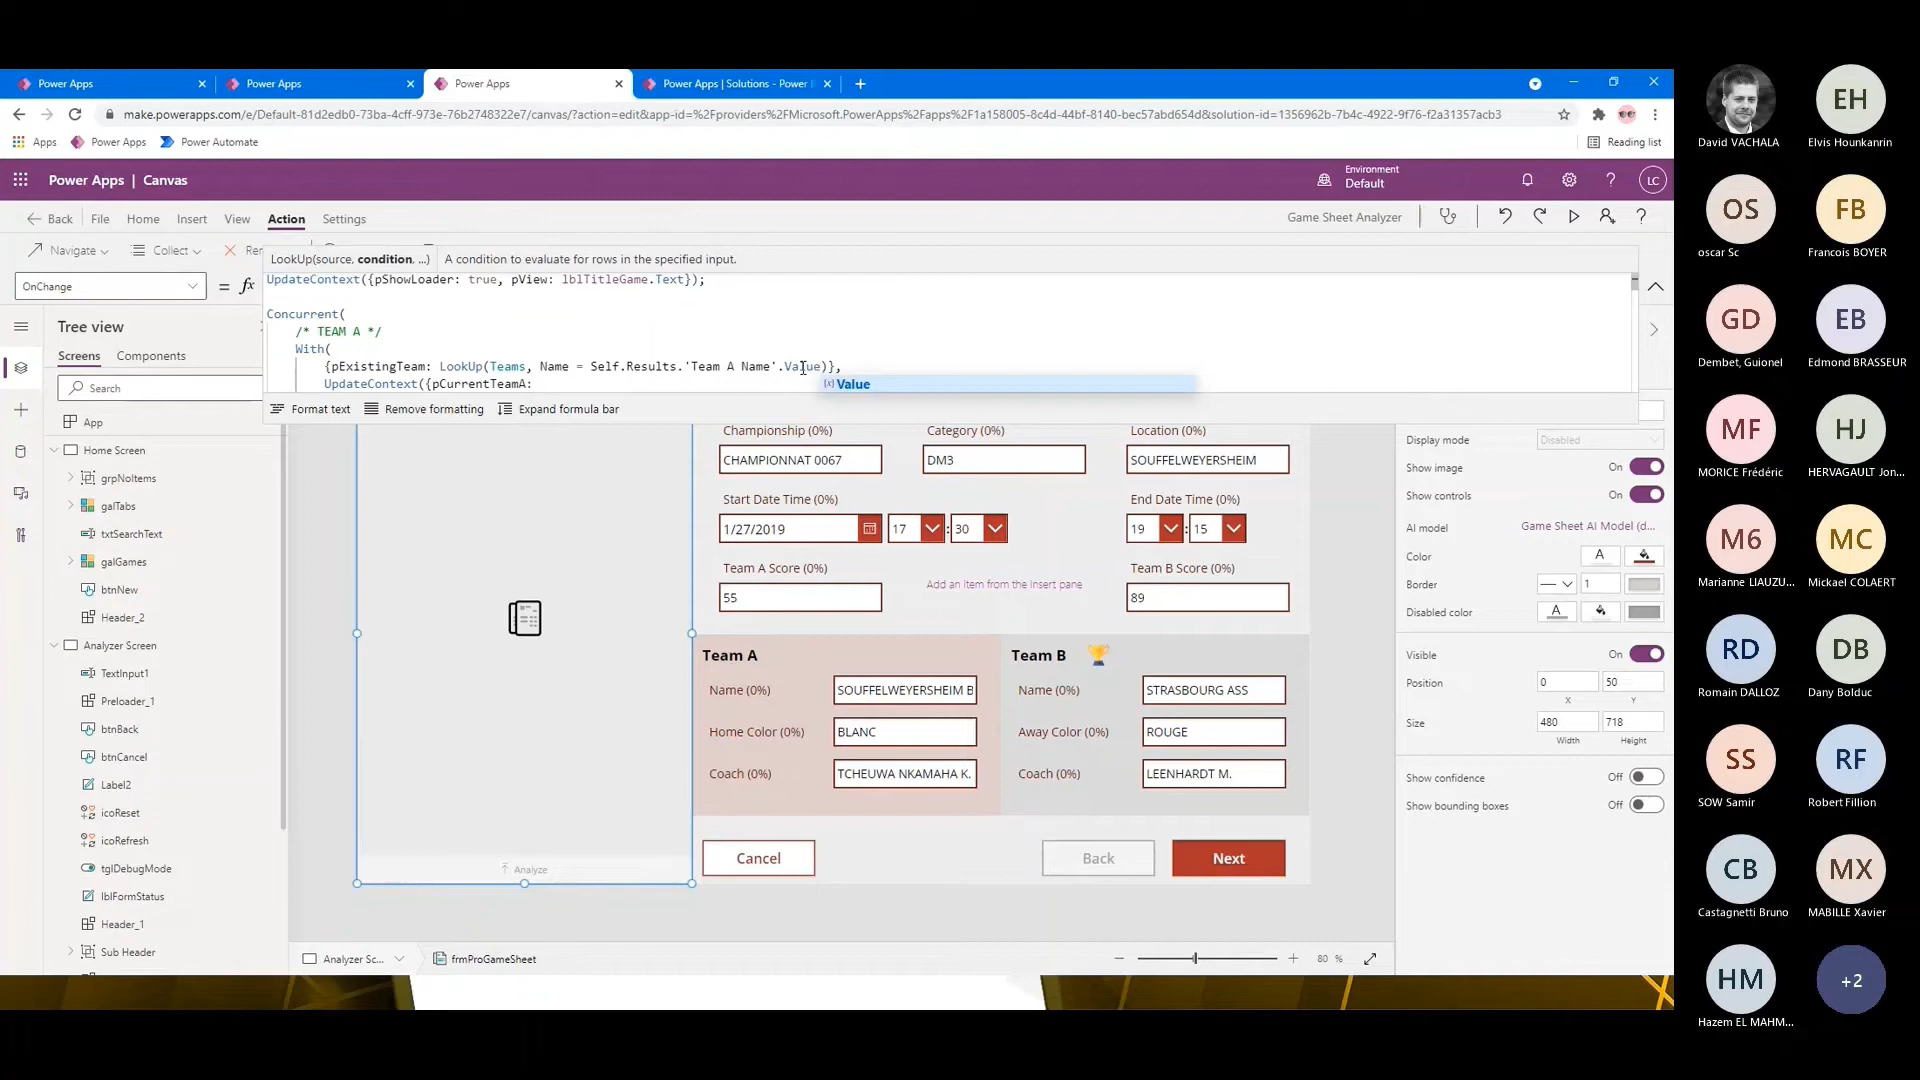 Power Apps
Power Apps
Power Apps
Power Apps | Solutions - Power
make.powerapps.com/e/Default-81d2edb0-73ba-4cff-973e-76b2748322e7/canvas/?action=edit&app-id=%2Fproviders%2FMicrosoft.PowerApps%2Fapps%2F1a158005-8c4d-44bf-8140-bec57abd654d&solution-id=1356962b-7b4c-4922-9f76-f2a31357acb3
Apps
Power Apps
Power Automate
Reading list
Power Apps | Canvas
Environment
Default
LC
Back
File
Home
Insert
View
Action
Settings
Game Sheet Analyzer
Navigate
Collect
LookUp(source, condition, ...)
A condition to evaluate for rows in the specified input.
OnChange
= fx
UpdateContext({pShowLoader: true, pView: lblTitleGame.Text});
Concurrent(
/* TEAM A */
With(
{pExistingTeam: LookUp(Teams, Name = Self.Results.'Team A Name'.Value)},
UpdateContext({pCurrentTeamA:
Value
Format text
Remove formatting
Expand formula bar
Tree view
Screens
Components
Search
App
Home Screen
grpNoItems
galTabs
txtSearchText
galGames
btnNew
Header_2
Analyzer Screen
TextInput1
Preloader_1
btnBack
btnCancel
Label2
icoReset
icoRefresh
tglDebugMode
lblFormStatus
Header_1
Sub Header
Analyze
Championship (0%)
Category (0%)
Location (0%)
CHAMPIONNAT 0067
DM3
SOUFFELWEYERSHEIM
Start Date Time (0%)
End Date Time (0%)
1/27/2019
17
:
30
19
:
15
Team A Score (0%)
Team B Score (0%)
Add an item from the insert pane
55
89
Team A
Team B
Name (0%)
SOUFFELWEYERSHEIM B
Name (0%)
STRASBOURG ASS
Home Color (0%)
BLANC
Away Color (0%)
ROUGE
Coach (0%)
TCHEUWA NKAMAHA K.
Coach (0%)
LEENHARDT M.
Cancel
Back
Next
Analyzer Sc...
frmProGameSheet
80 %
Display mode
Disabled
Show image
On
Show controls
On
AI model
Game Sheet AI Model (d...
Color
A
Border
1
Disabled color
A
Visible
On
Position
0
50
X
Y
Size
480
718
Width
Height
Show confidence
Off
Show bounding boxes
Off
David VACHALA
EH
Elvis Hounkanrin
OS
oscar Sc
FB
Francois BOYER
GD
Dembet, Guionel
EB
Edmond BRASSEUR
MF
MORICE Frédéric
HJ
HERVAGAULT Jon...
M6
Marianne LIAUZU...
MC
Mickael COLAERT
RD
Romain DALLOZ
DB
Dany Bolduc
SS
SOW Samir
RF
Robert Fillion
CB
Castagnetti Bruno
MX
MABILLE Xavier
HM
Hazem EL MAHM...
+2